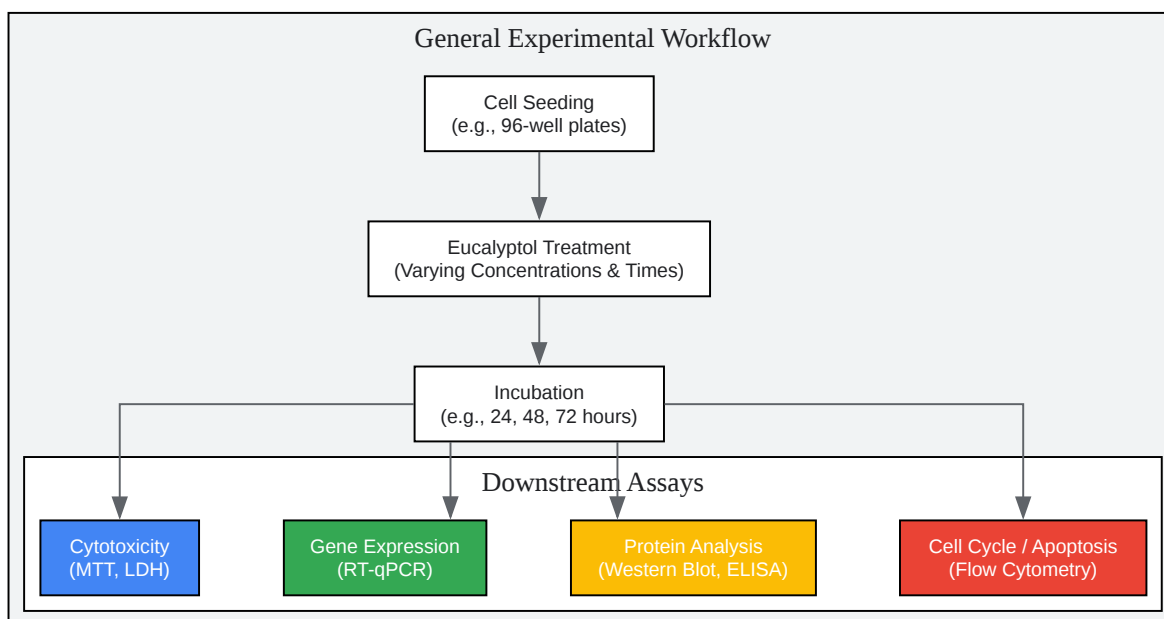 General Experimental Workflow
Cell Seeding
(e.g., 96-well plates)
Eucalyptol Treatment
(Varying Concentrations & Times)
Incubation
(e.g., 24, 48, 72 hours)
Downstream Assays
Cytotoxicity
(MTT, LDH)
Gene Expression
(RT-qPCR)
Protein Analysis
(Western Blot, ELISA)
Cell Cycle / Apoptosis
(Flow Cytometry)